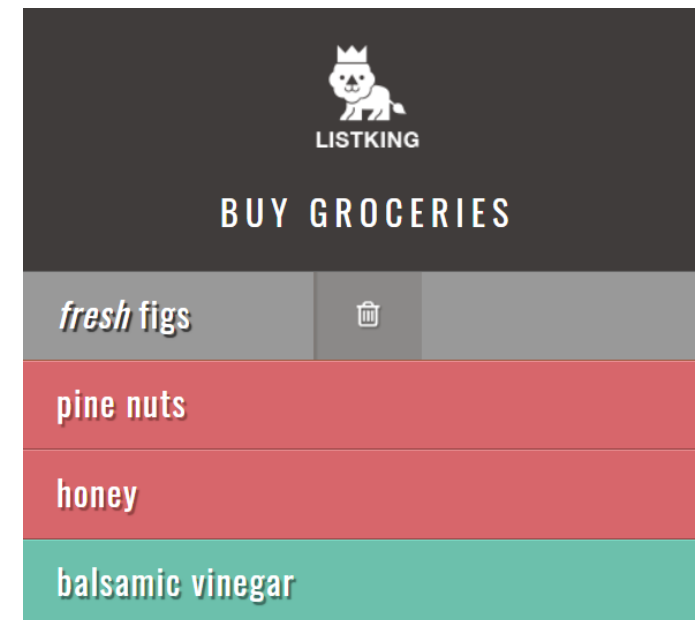 LISTKING
BUY GROCERIES
fresh figs
pine nuts
honey
balsamic vinegar